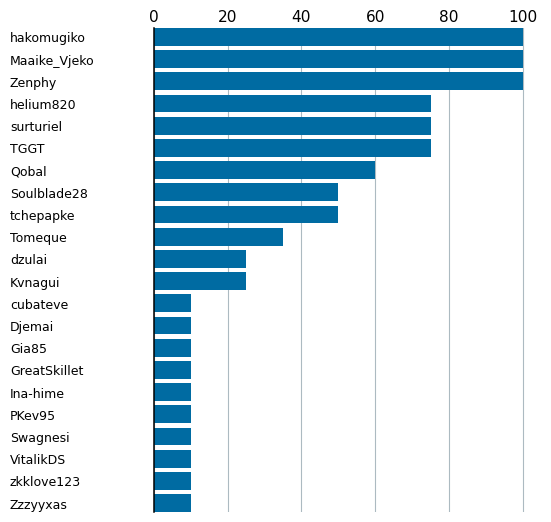 0 20 40 60 80 100
hakomugiko
Maaike_Vjeko
Zenphy
helium820
surturiel
TGGT
Qobal
Soulblade28
tchepapke
Tomeque
dzulai
Kvnagui
cubateve
Djemai
Gia85
GreatSkillet
Ina-hime
PKev95
Swagnesi
VitalikDS
zkklove123
Zzzyyxas